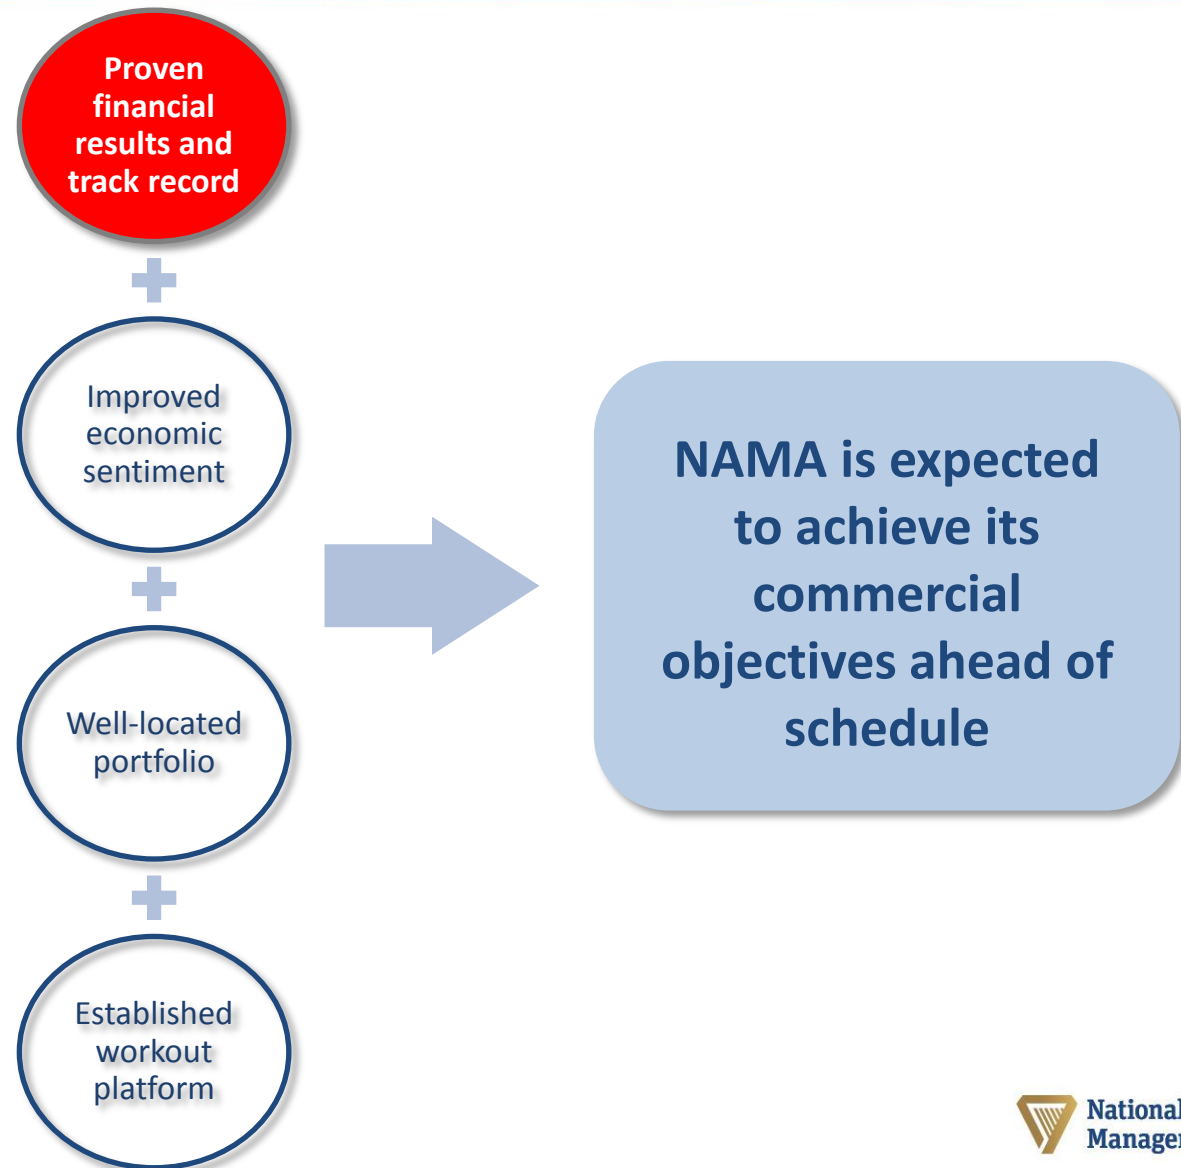 Proven
financial
results and
track record
Improved
economic
sentiment
Well-located
portfolio
Established
workout
platform
NAMA is expected
to achieve its
commercial
objectives ahead of
schedule
National
Manager